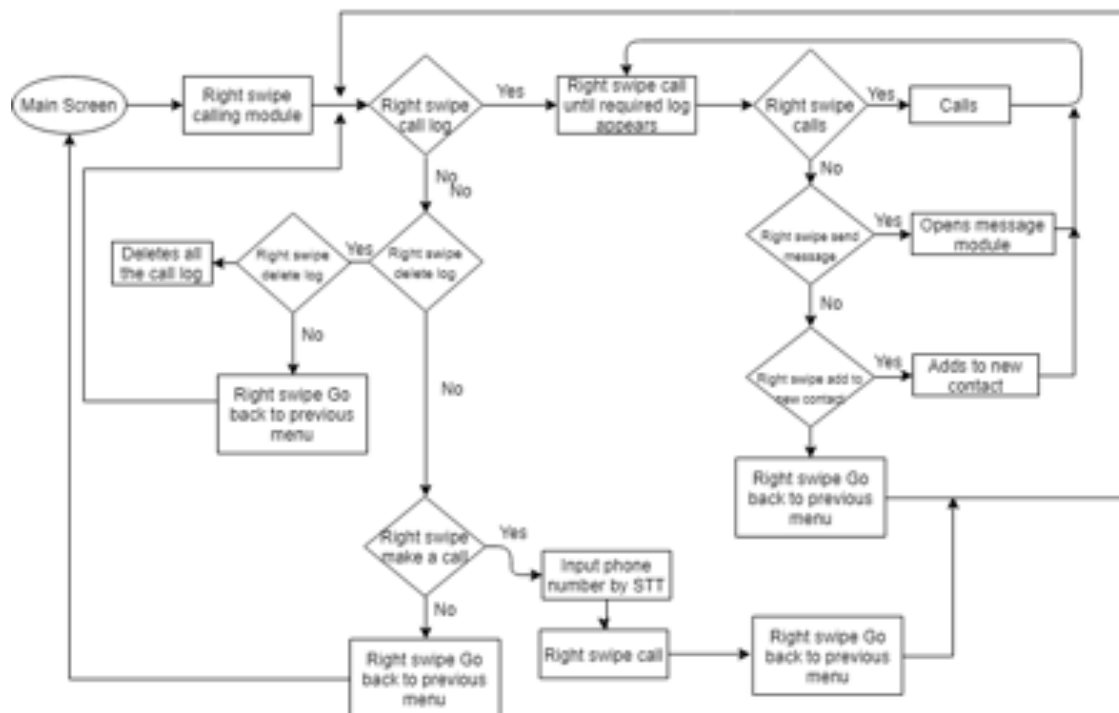 Main Screen
Right swipe
calling module
Right swipe
call log
Yes
Right swipe call
until required log
appears
Right swipe
calls
Yes
Calls
No
No
No
Right swipe send
message
Yes
Opens message
module
Deletes all
the call log
Right swipe
delete log
Yes
Right swipe
delete log
No
No
No
Right swipe add to
new contact
Yes
Adds to new
contact
Right swipe Go
back to previous
menu
Right swipe Go
back to previous
menu
Right swipe
make a call
Yes
Input phone
number by STT
No
Right swipe call
Right swipe Go
back to previous
menu
Right swipe Go
back to previous
menu